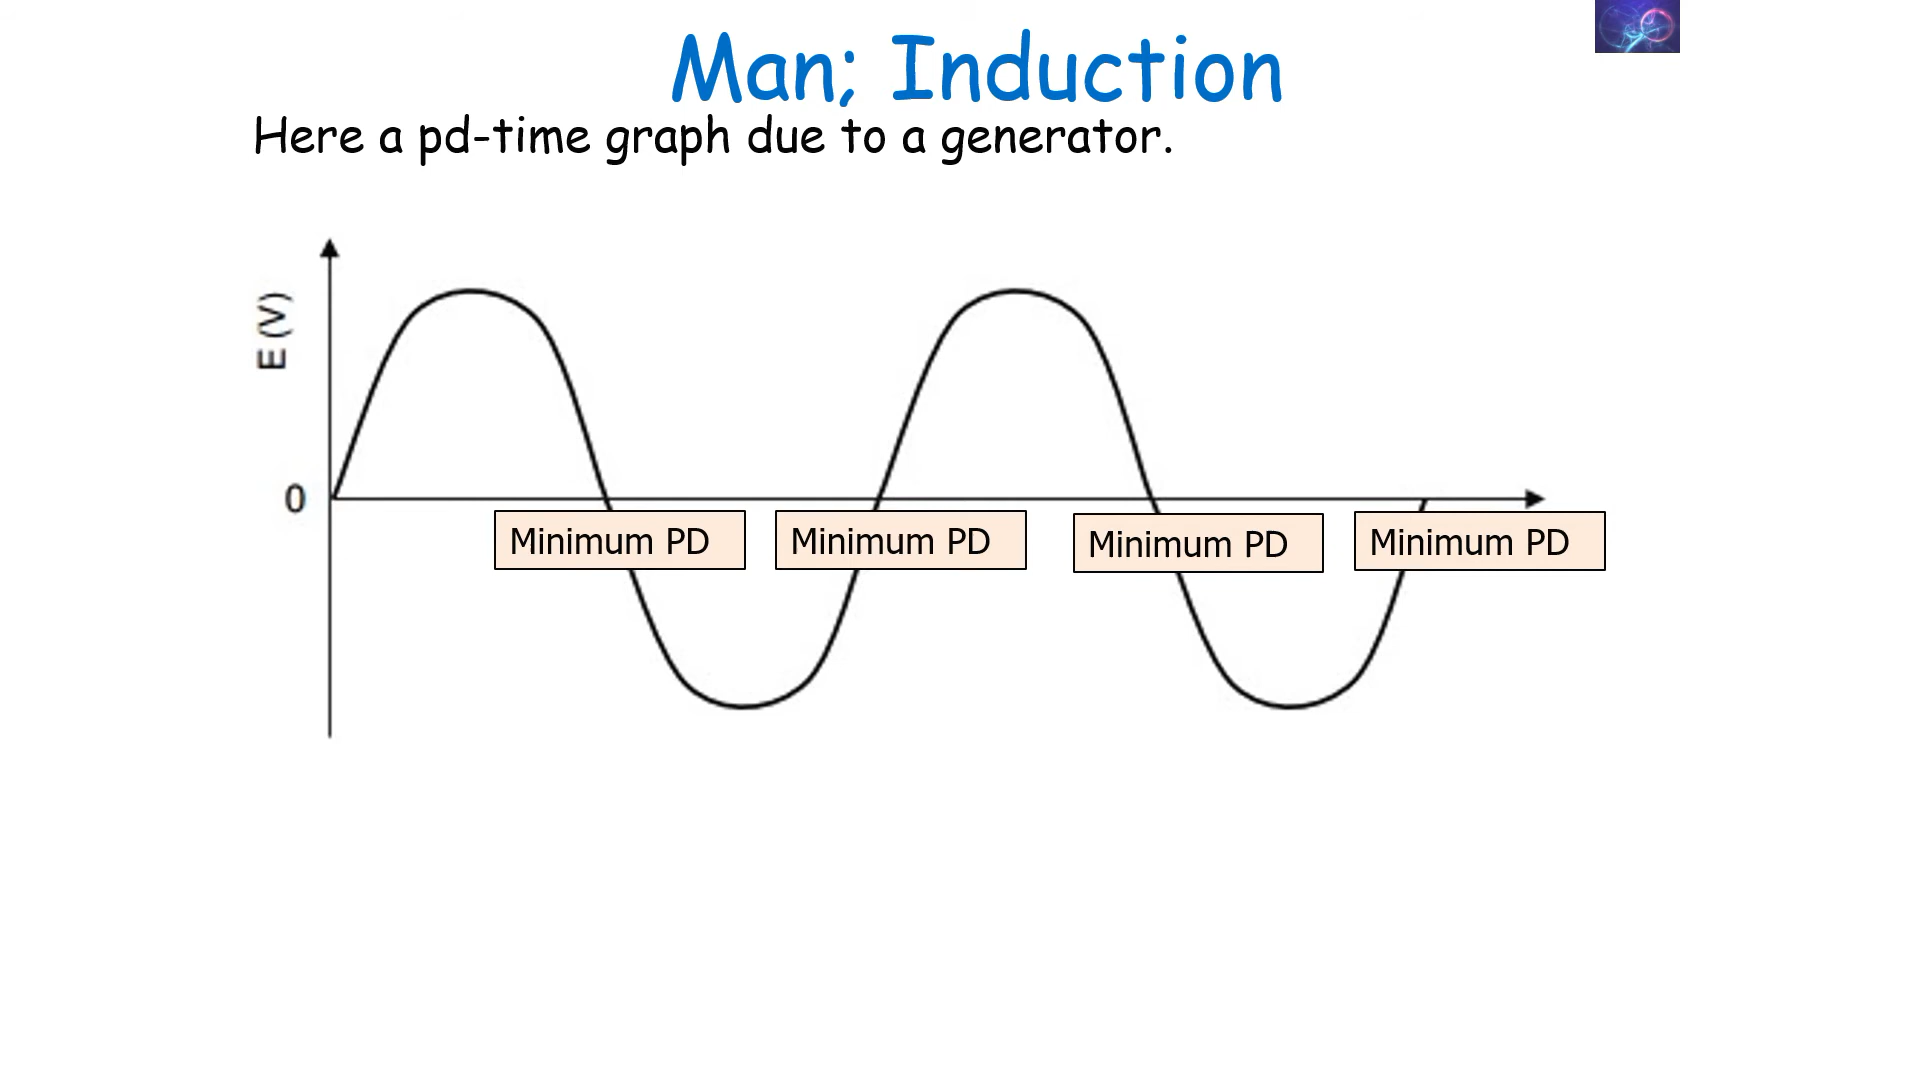 Man; Induction
Here a pd-time graph due to a generator.
E (V)
0
Minimum PD
Minimum PD
Minimum PD
Minimum PD